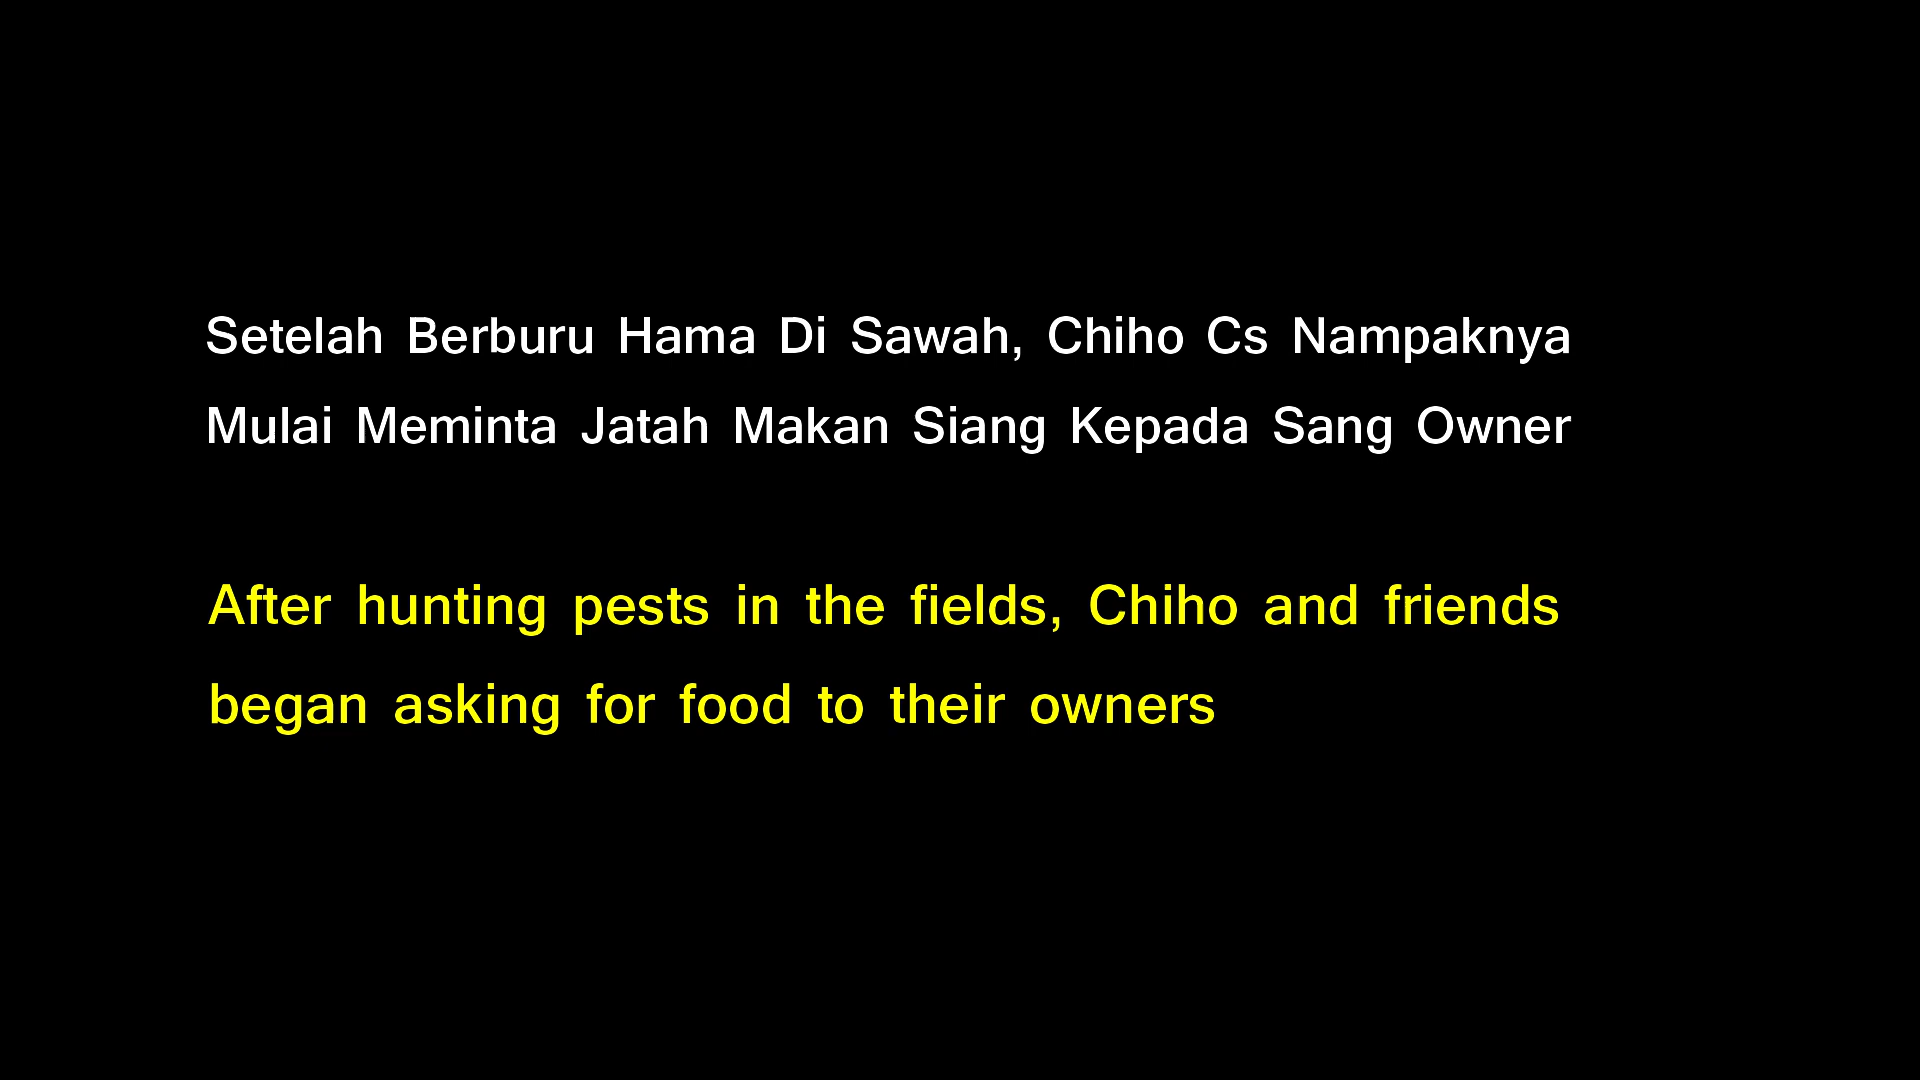 Setelah Berburu Hama Di Sawah, Chiho Cs Nampaknya
Mulai Meminta Jatah Makan Siang Kepada Sang Owner
After hunting pests in the fields, Chiho and friends
began asking for food to their owners